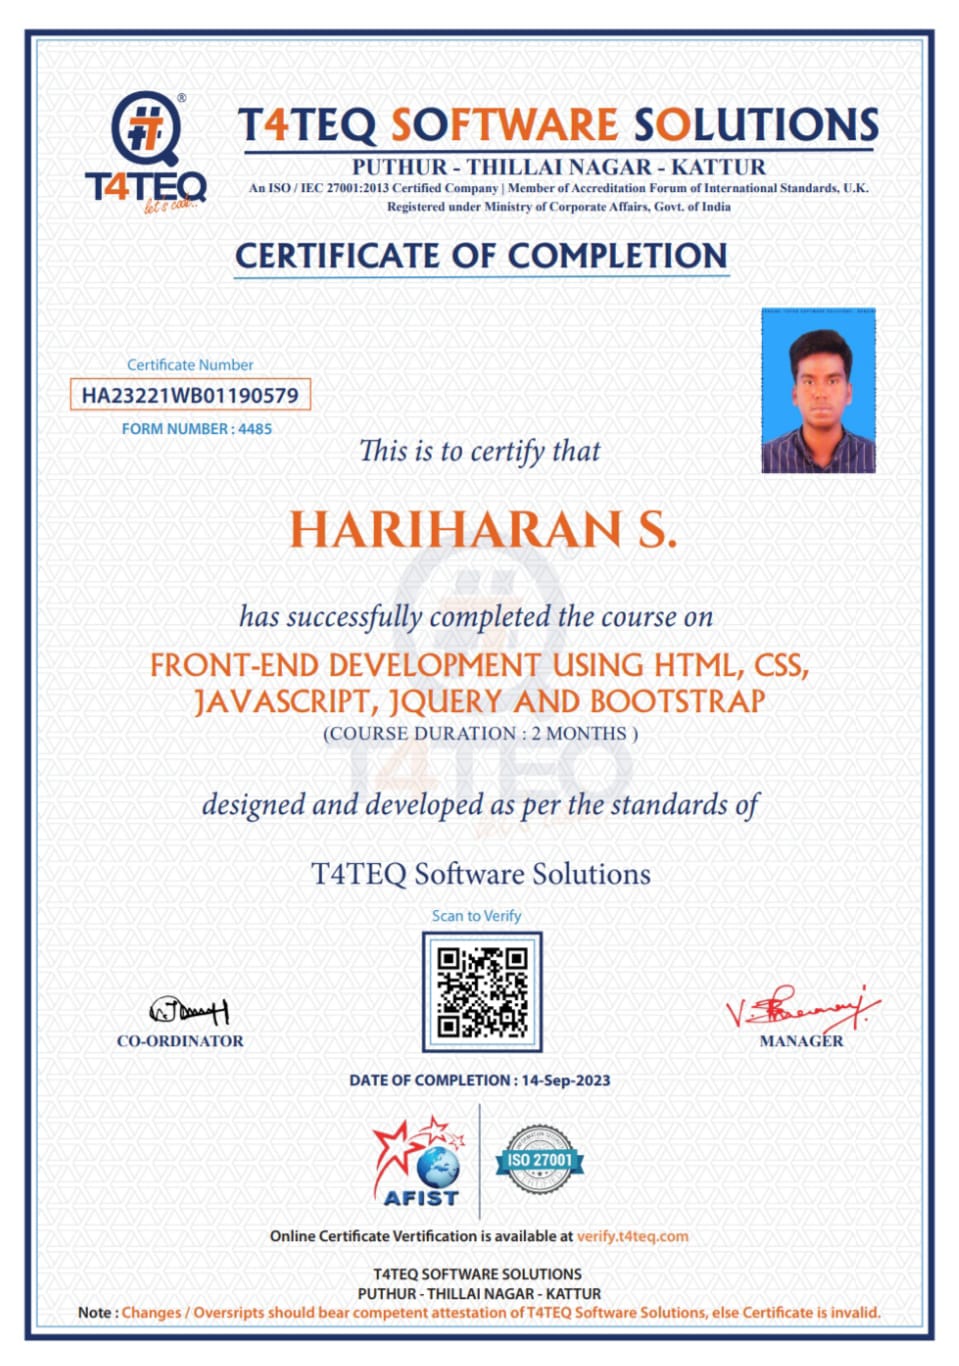 T4TEQ
let's code..
®
T4TEQ SOFTWARE SOLUTIONS
PUTHUR - THILLAI NAGAR - KATTUR
An ISO / IEC 27001:2013 Certified Company | Member of Accreditation Forum of International Standards, U.K.
Registered under Ministry of Corporate Affairs, Govt. of India
CERTIFICATE OF COMPLETION
Certificate Number
HA23221WB01190579
FORM NUMBER : 4485
This is to certify that
HARIHARAN S.
has successfully completed the course on
FRONT-END DEVELOPMENT USING HTML, CSS,
JAVASCRIPT, JQUERY AND BOOTSTRAP
(COURSE DURATION : 2 MONTHS )
T4TEQ
designed and developed as per the standards of
T4TEQ Software Solutions
Scan to Verify
CO-ORDINATOR
MANAGER
DATE OF COMPLETION : 14-Sep-2023
AFIST
ISO 27001
Online Certificate Vertification is available at verify.t4teq.com
T4TEQ SOFTWARE SOLUTIONS
PUTHUR - THILLAI NAGAR - KATTUR
Note : Changes / Oversripts should bear competent attestation of T4TEQ Software Solutions, else Certificate is invalid.